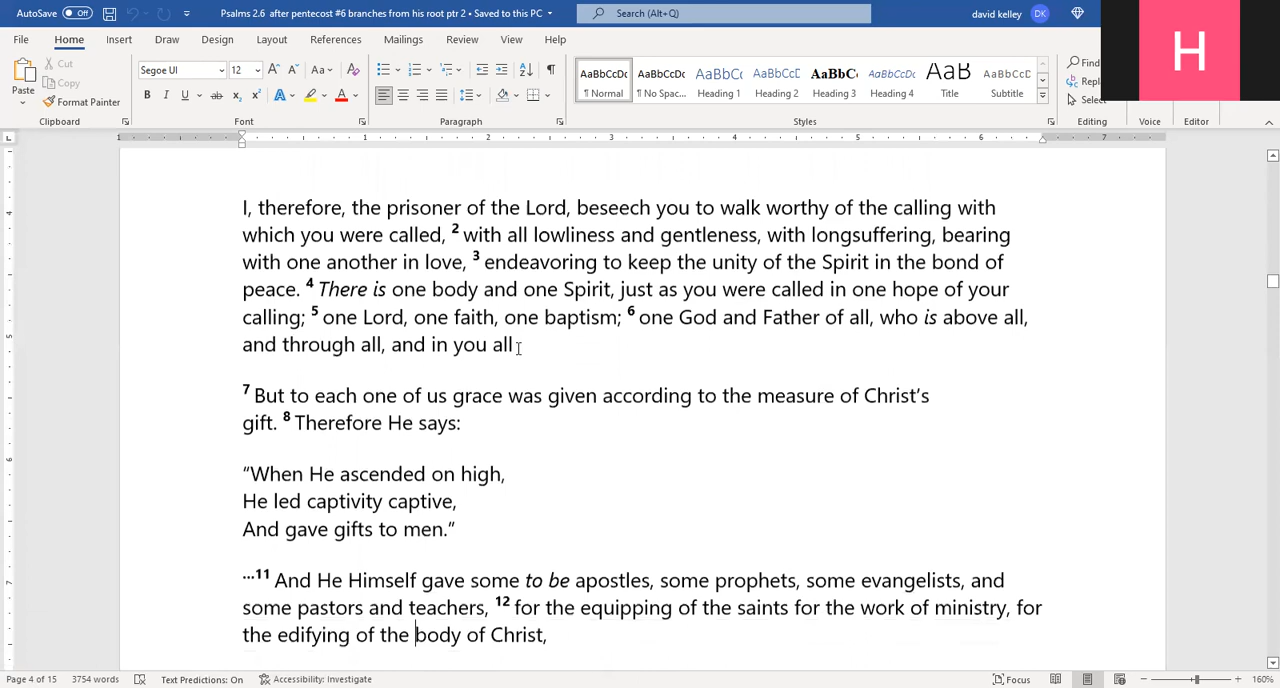 AutoSave Off Psalms 2.6 after pentecost #6 branches from his root ptr 2 • Saved to this PC Search (Alt+Q) david kelley DK
H
File Home Insert Draw Design Layout References Mailings Review View Help
Paste Cut Copy Format Painter
Segoe UI 12
AaBbCcDc AaBbCcDc AaBbCc AaBbCcD AaBbC AaBbCcDc AaB AaBbCcD
¶ Normal ¶ No Spac... Heading 1 Heading 2 Heading 3 Heading 4 Title Subtitle
Find
Repl
Select
Clipboard Font Paragraph Styles Editing Voice Editor
1 1 2 3 4 5 6 7
I, therefore, the prisoner of the Lord, beseech you to walk worthy of the calling with
which you were called, 2 with all lowliness and gentleness, with longsuffering, bearing
with one another in love, 3 endeavoring to keep the unity of the Spirit in the bond of
peace. 4 There is one body and one Spirit, just as you were called in one hope of your
calling; 5 one Lord, one faith, one baptism; 6 one God and Father of all, who is above all,
and through all, and in you all
7 But to each one of us grace was given according to the measure of Christ’s
gift. 8 Therefore He says:
“When He ascended on high,
He led captivity captive,
And gave gifts to men.”
...11 And He Himself gave some to be apostles, some prophets, some evangelists, and
some pastors and teachers, 12 for the equipping of the saints for the work of ministry, for
the edifying of the body of Christ,
Page 4 of 15 3754 words Text Predictions: On Accessibility: Investigate Focus 160%